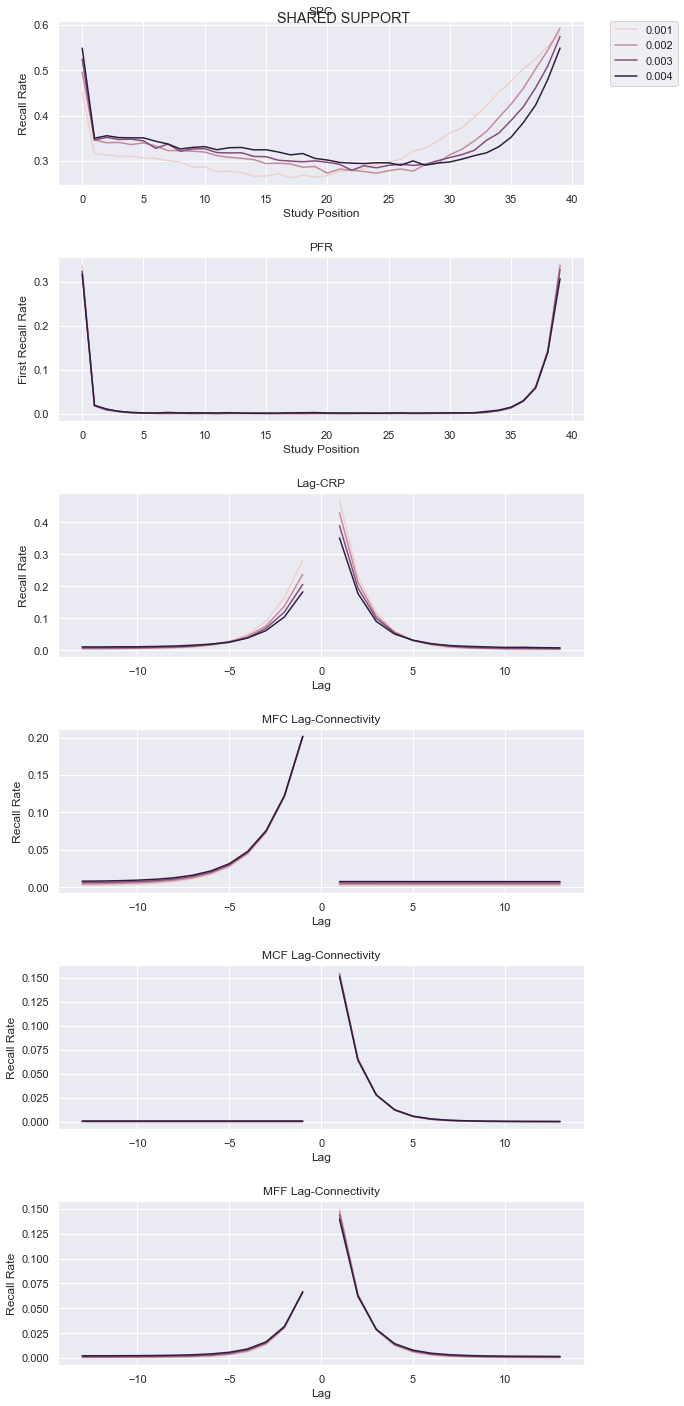 SPC
SHARED SUPPORT
0.001
0.002
0.003
0.004
Recall Rate
0.6
0.5
0.4
0.3
0 5 10 15 20 25 30 35 40
Study Position
PFR
First Recall Rate
0.3
0.2
0.1
0.0
0 5 10 15 20 25 30 35 40
Study Position
Lag-CRP
Recall Rate
0.4
0.3
0.2
0.1
0.0
−10 −5 0 5 10
Lag
MFC Lag-Connectivity
Recall Rate
0.20
0.15
0.10
0.05
0.00
−10 −5 0 5 10
Lag
MCF Lag-Connectivity
Recall Rate
0.150
0.125
0.100
0.075
0.050
0.025
0.000
−10 −5 0 5 10
Lag
MFF Lag-Connectivity
Recall Rate
0.150
0.125
0.100
0.075
0.050
0.025
0.000
−10 −5 0 5 10
Lag